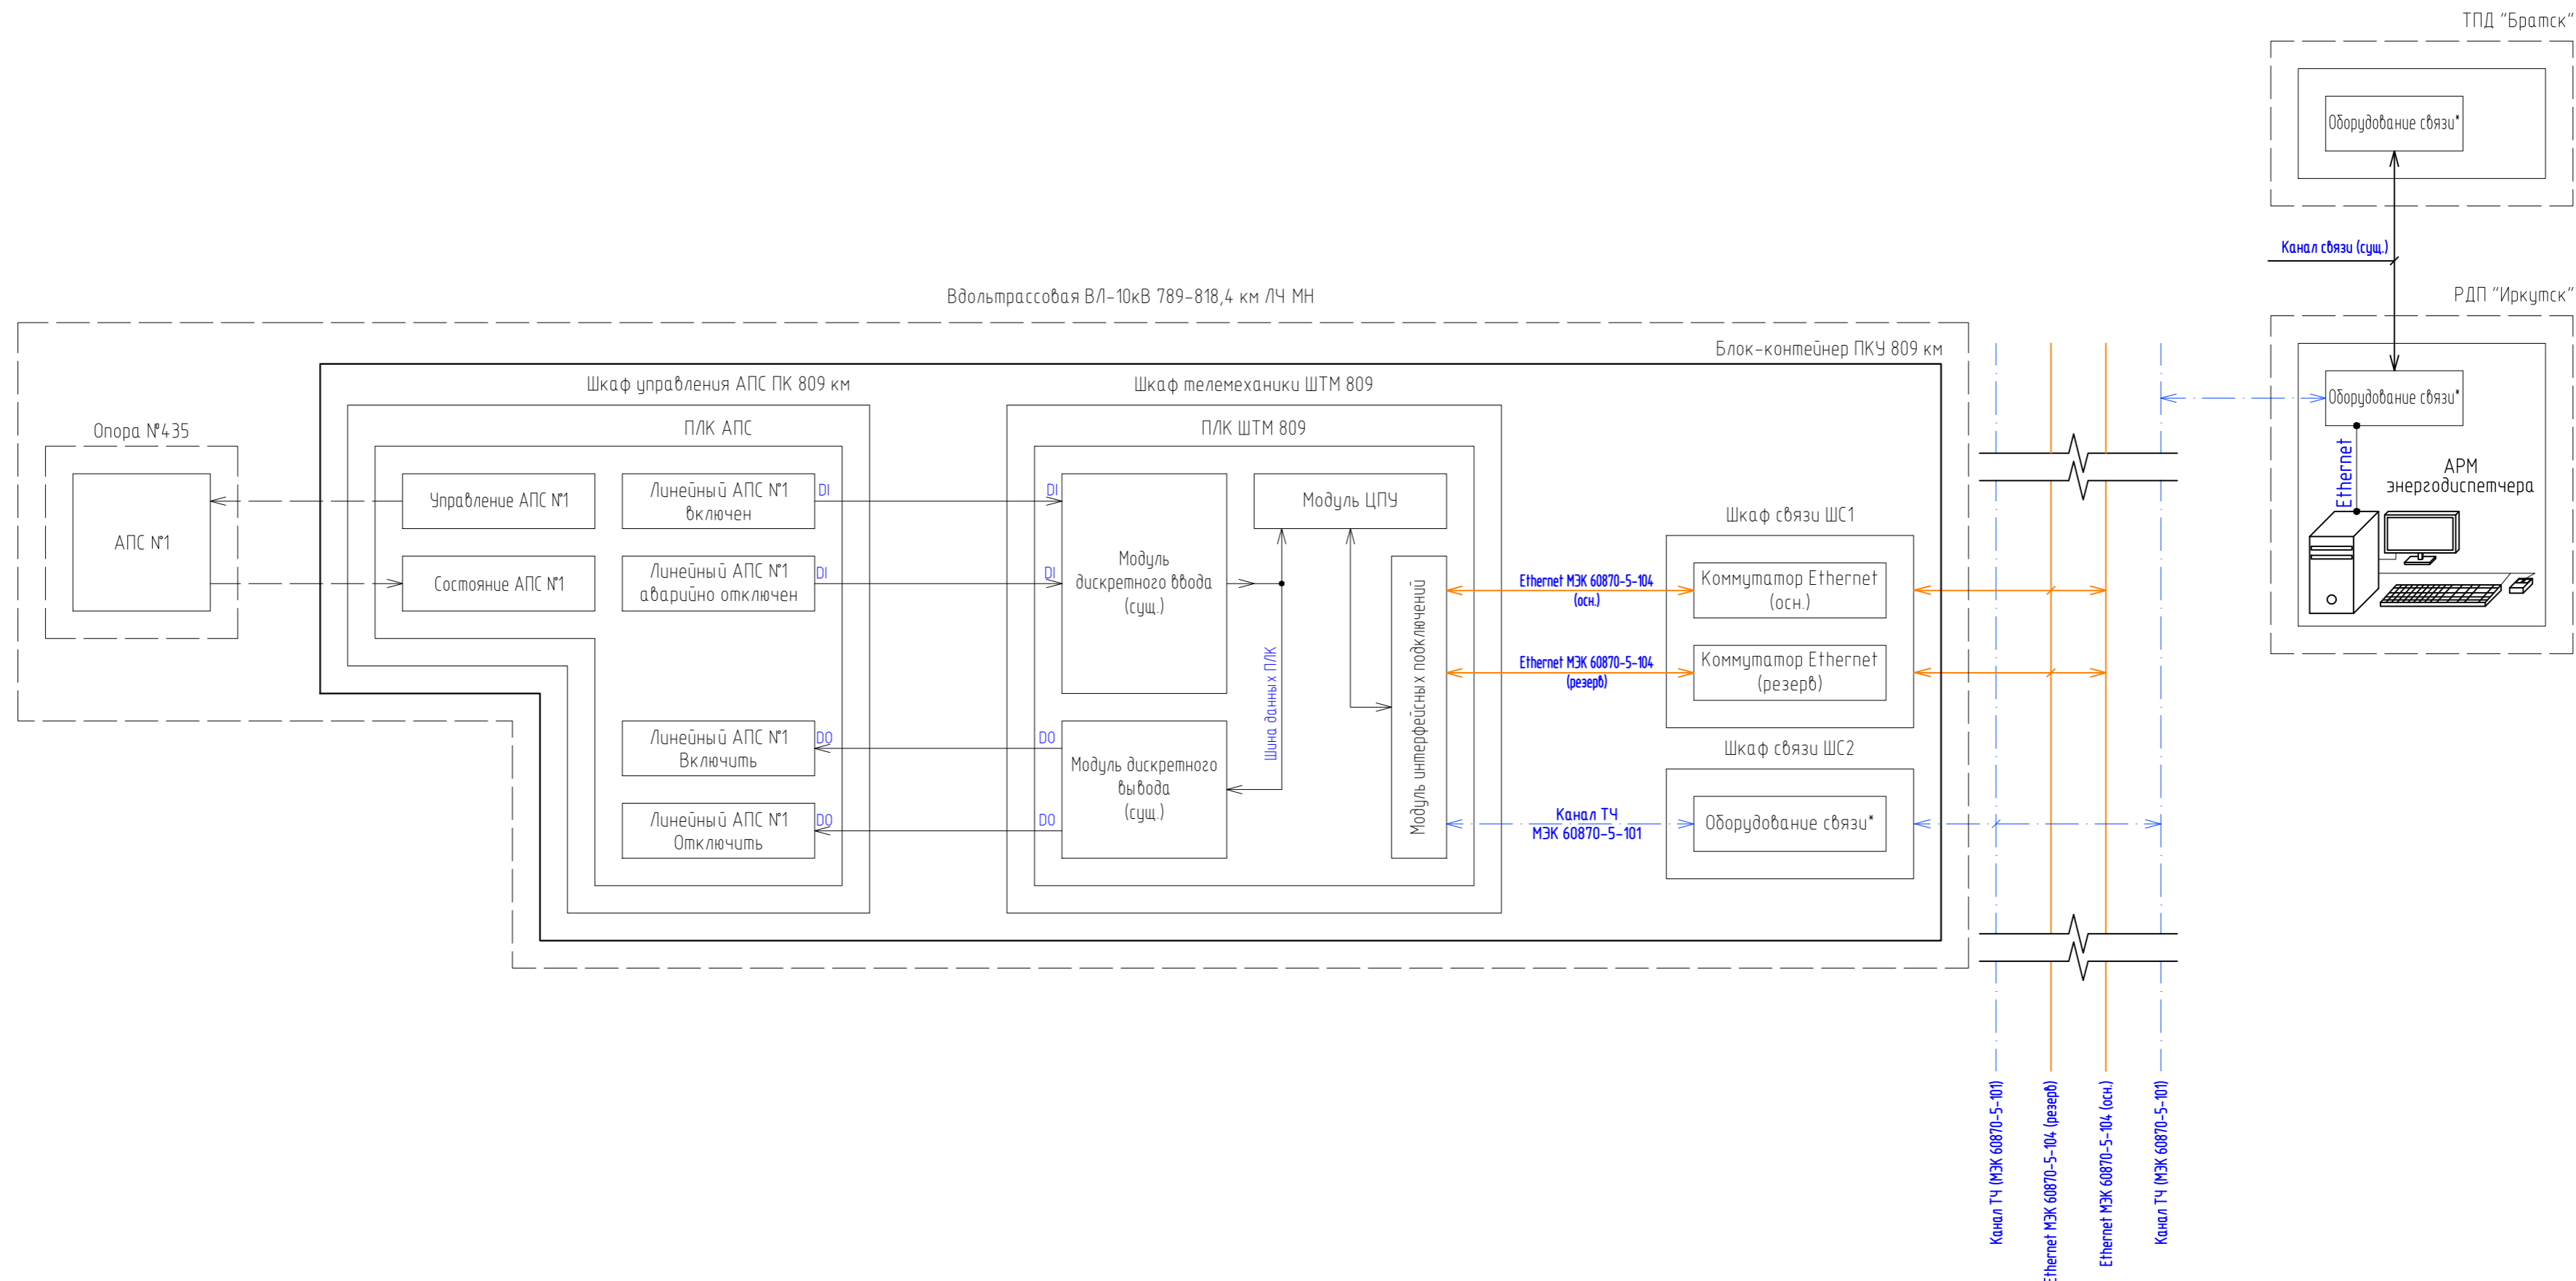 ТПД "Братск"
Оборудование связи*
Канал связи (сущ.)
РДП "Иркутск"
Оборудование связи*
Ethernet
АРМ
энергодиспетчера
Вдольтрассовая ВЛ-10кВ 789-818,4 км ЛЧ МН
Блок-контейнер ПКУ 809 км
Опора №435
АПС №1
Шкаф управления АПС ПК 809 км
ПЛК АПС
Управление АПС №1
Состояние АПС №1
Линейный АПС №1
включен
DI
Линейный АПС №1
аварийно отключен
DI
Линейный АПС №1
Включить
DO
Линейный АПС №1
Отключить
DO
Шкаф телемеханики ШТМ 809
ПЛК ШТМ 809
DI
DI
Модуль
дискретного ввода
(сущ.)
DO
DO
Модуль дискретного
вывода
(сущ.)
Шина данных ПЛК
Модуль ЦПУ
Модуль интерфейсных подключений
Ethernet МЭК 60870-5-104
(осн.)
Ethernet МЭК 60870-5-104
(резерв)
Канал ТЧ
МЭК 60870-5-101
Шкаф связи ШС1
Коммутатор Ethernet
(осн.)
Коммутатор Ethernet
(резерв)
Шкаф связи ШС2
Оборудование связи*
Канал ТЧ (МЭК 60870-5-101)
Ethernet МЭК 60870-5-104 (резерв)
Ethernet МЭК 60870-5-104 (осн.)
Канал ТЧ (МЭК 60870-5-101)